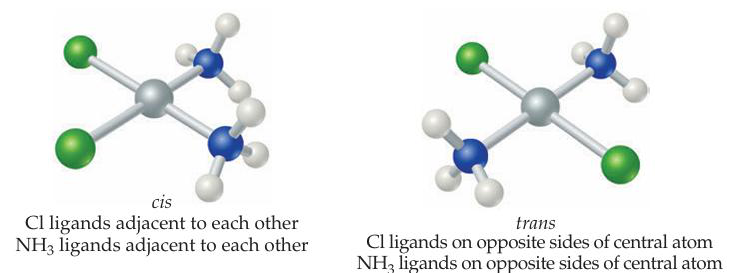 cis
Cl ligands adjacent to each other
NH₃ ligands adjacent to each other
trans
Cl ligands on opposite sides of central atom
NH₃ ligands on opposite sides of central atom